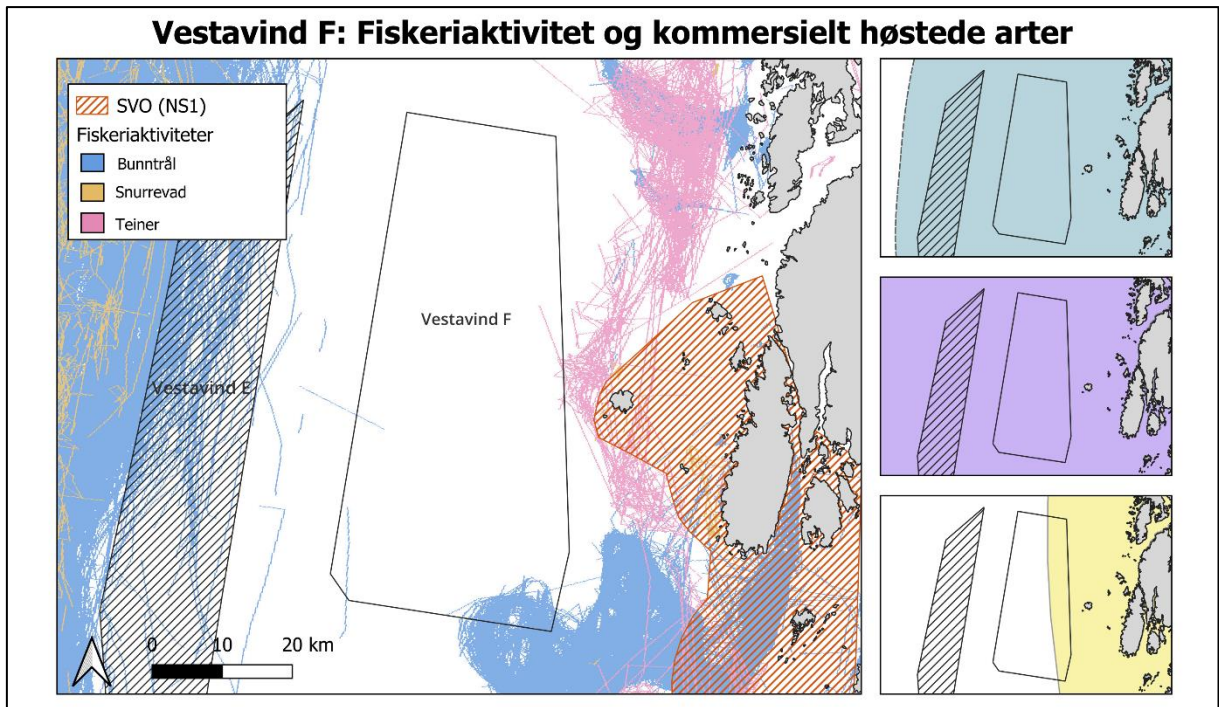 Vestavind F: Fiskeriaktivitet og kommersielt høstede arter
SVO (NS1)
Fiskeriaktiviteter
Bunntrål
Snurrevad
Teiner
Vestavind F
Vestavind E
0 10 20 km